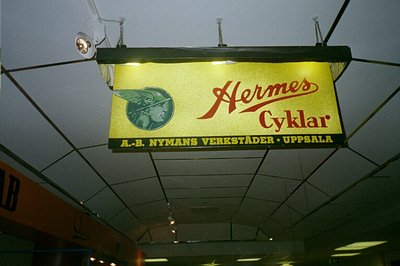 Hermes
Cyklar
A.-B. NYMANS VERKSTÄDER • UPPSALA